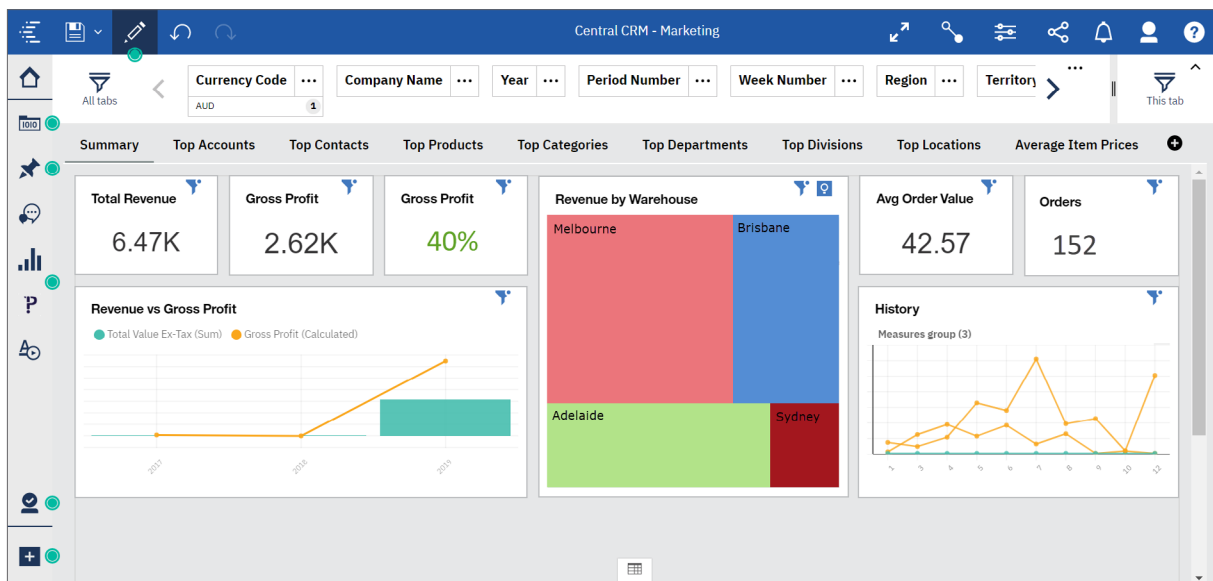 Central CRM - Marketing
?
All tabs
Currency Code ...
AUD 1
Company Name ...
Year ...
Period Number ...
Week Number ...
Region ...
Territory
...
This tab
1010
Summary
Top Accounts
Top Contacts
Top Products
Top Categories
Top Departments
Top Divisions
Top Locations
Average Item Prices
Total Revenue
6.47K
Gross Profit
2.62K
Gross Profit
40%
Revenue by Warehouse
Melbourne
Brisbane
Adelaide
Sydney
Avg Order Value
42.57
Orders
152
Revenue vs Gross Profit
Total Value Ex-Tax (Sum) Gross Profit (Calculated)
2017 2018 2019
History
Measures group (3)
1 3 4 5 6 7 8 9 10 12